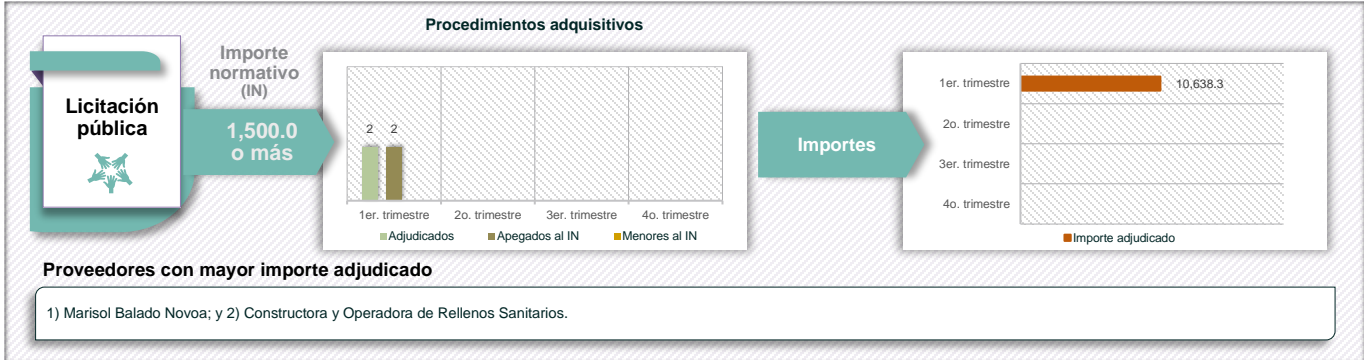 Procedimientos adquisitivos
Licitación
pública
Importe
normativo
(IN)
1,500.0
o más
2 2
1er. trimestre 2o. trimestre 3er. trimestre 4o. trimestre
Adjudicados Apegados al IN Menores al IN
Importes
1er. trimestre 10,638.3
2o. trimestre
3er. trimestre
4o. trimestre
Importe adjudicado
Proveedores con mayor importe adjudicado
1) Marisol Balado Novoa; y 2) Constructora y Operadora de Rellenos Sanitarios.